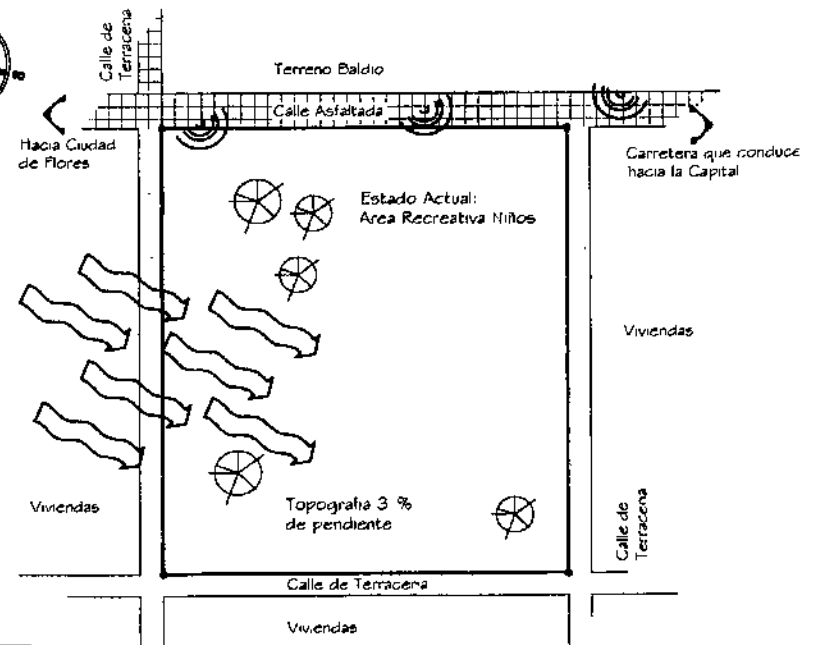 Calle de
Terracena
Terreno Baldio
Calle Asfaltada
Hacia Ciudad
de Flores
Carretera que conduce
hacia la Capital
Estado Actual:
Area Recreativa Niños
Viviendas
Viviendas
Topografia 3 %
de pendiente
Calle de
Terracena
Calle de Terracena
Viviendas